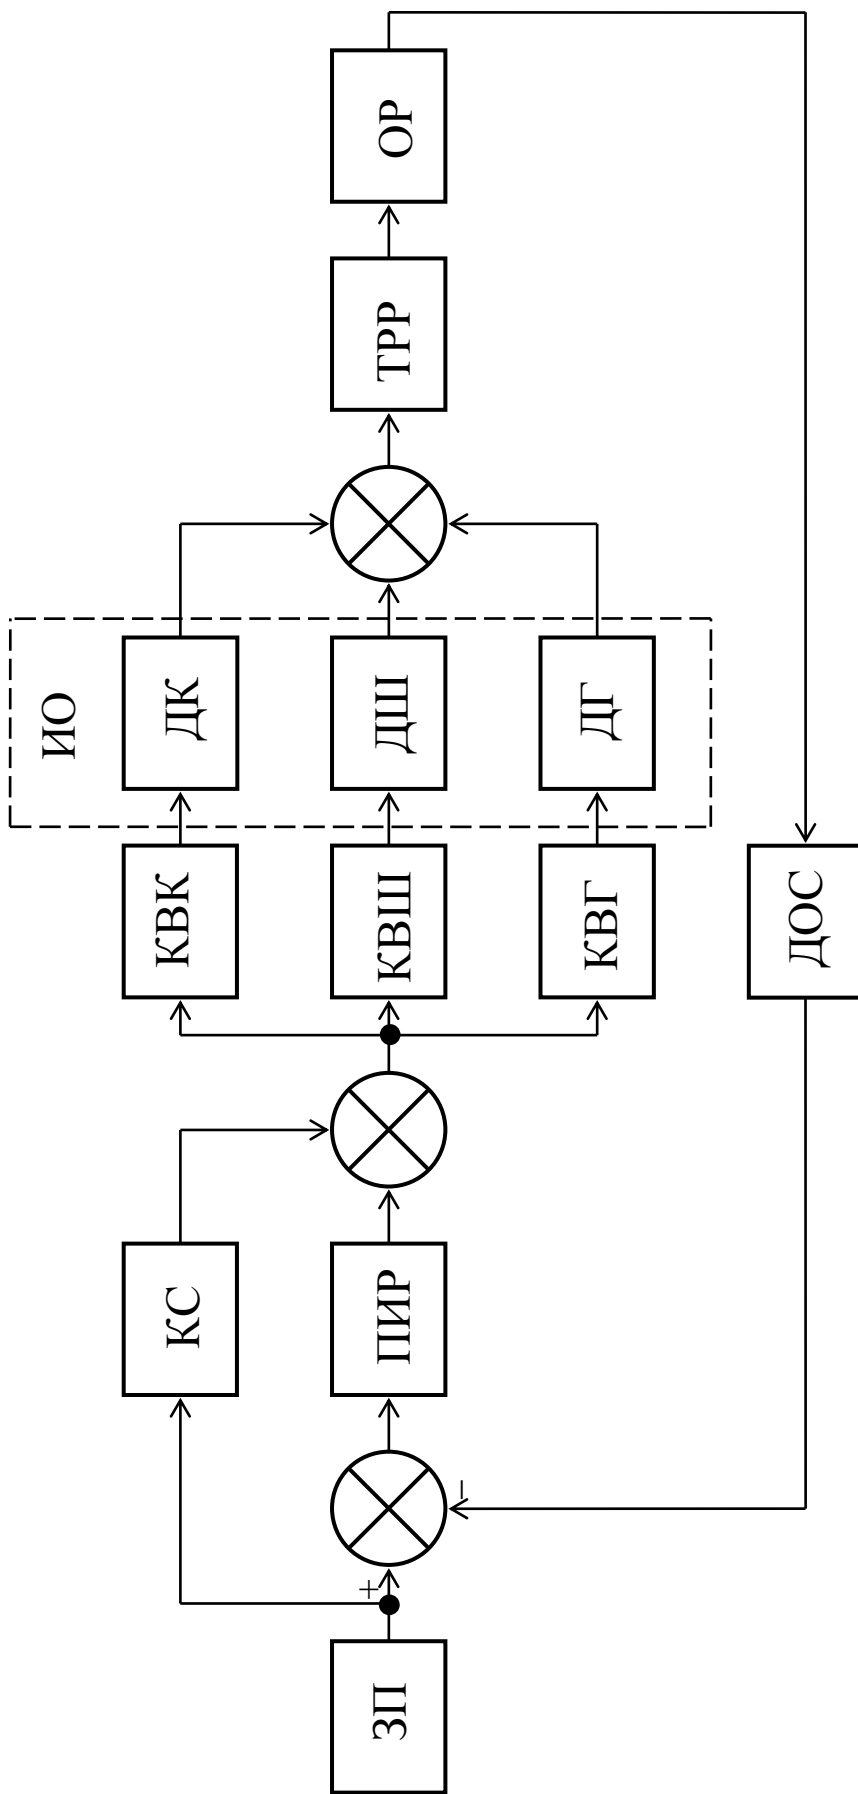 ЗП
+
–
КС
ПИР
КВК
КВШ
КВГ
ИО
ДК
ДШ
ДГ
ТРР
ОР
ДОС